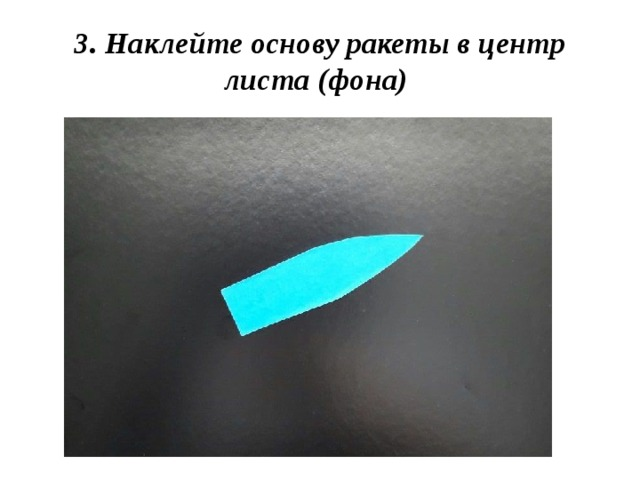 3. Наклейте основу ракеты в центр
листа (фона)